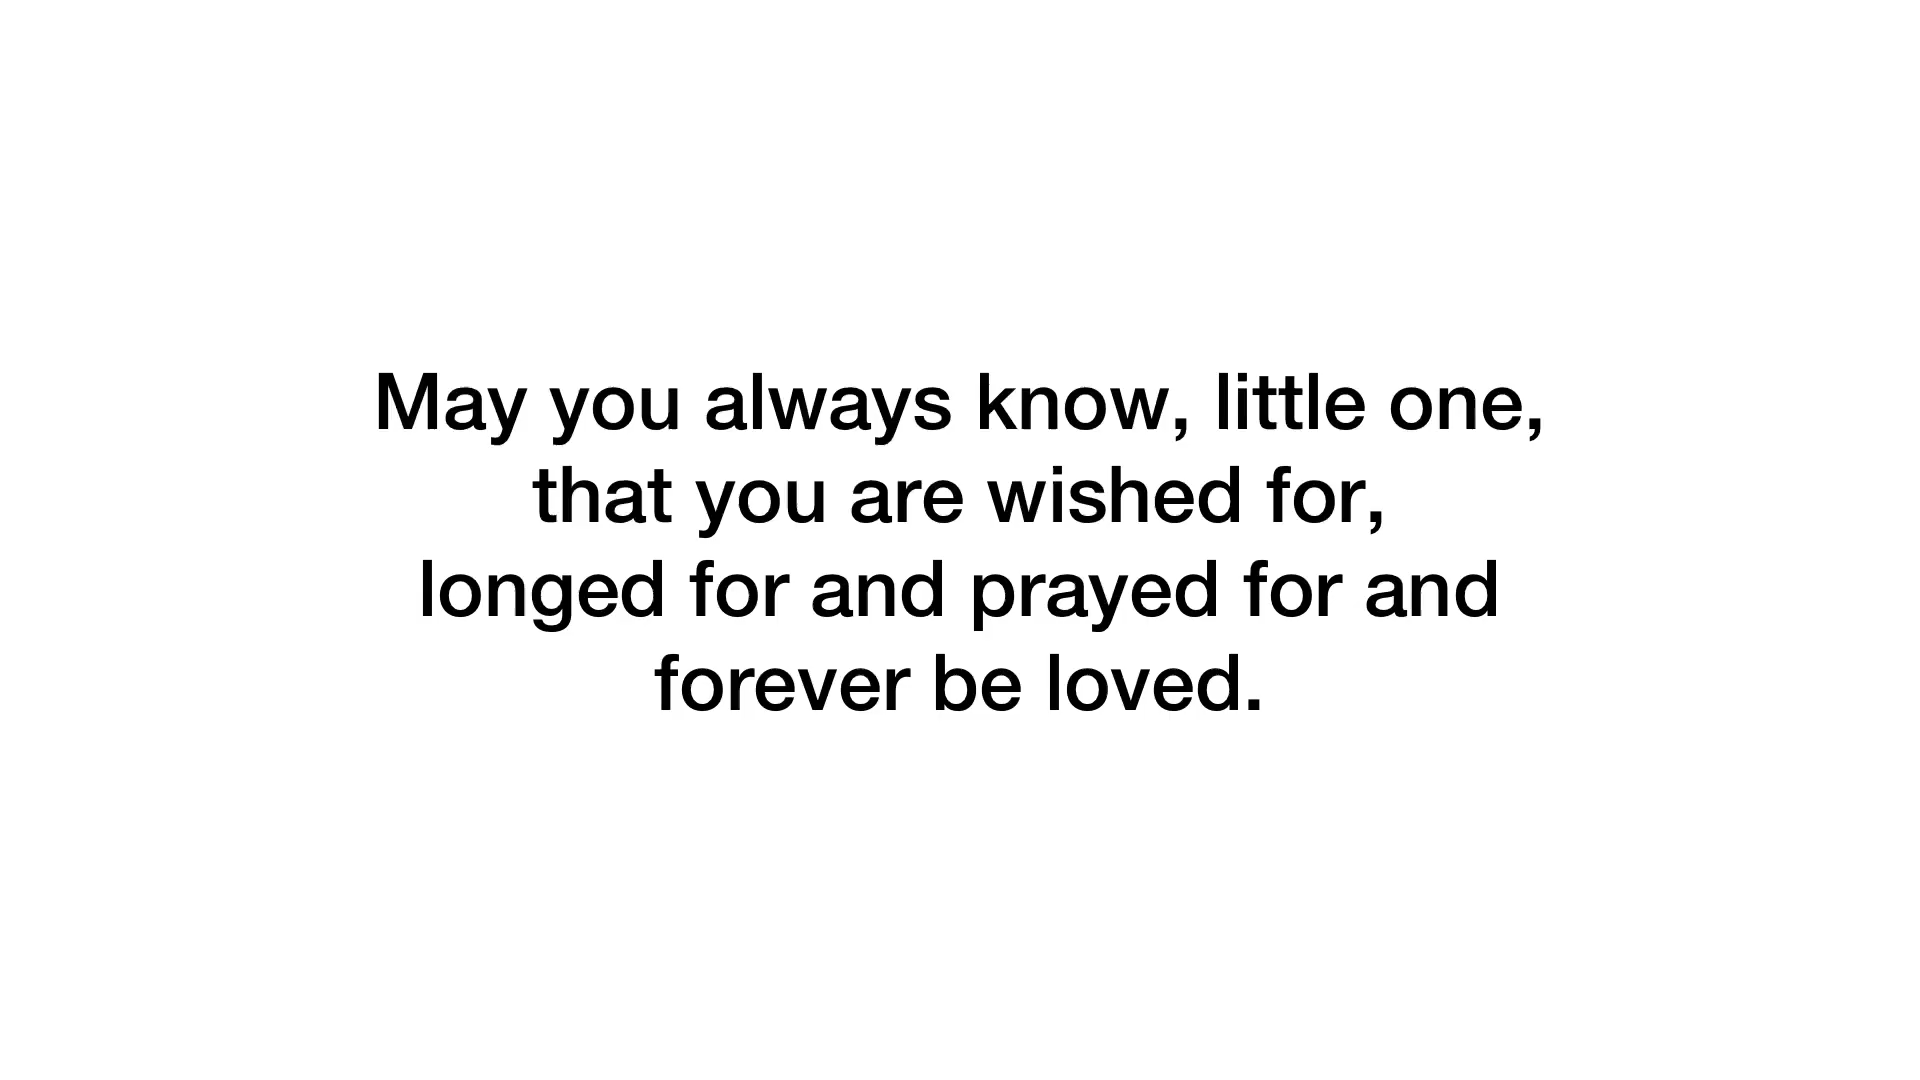 May you always know, little one,
that you are wished for,
longed for and prayed for and
forever be loved.